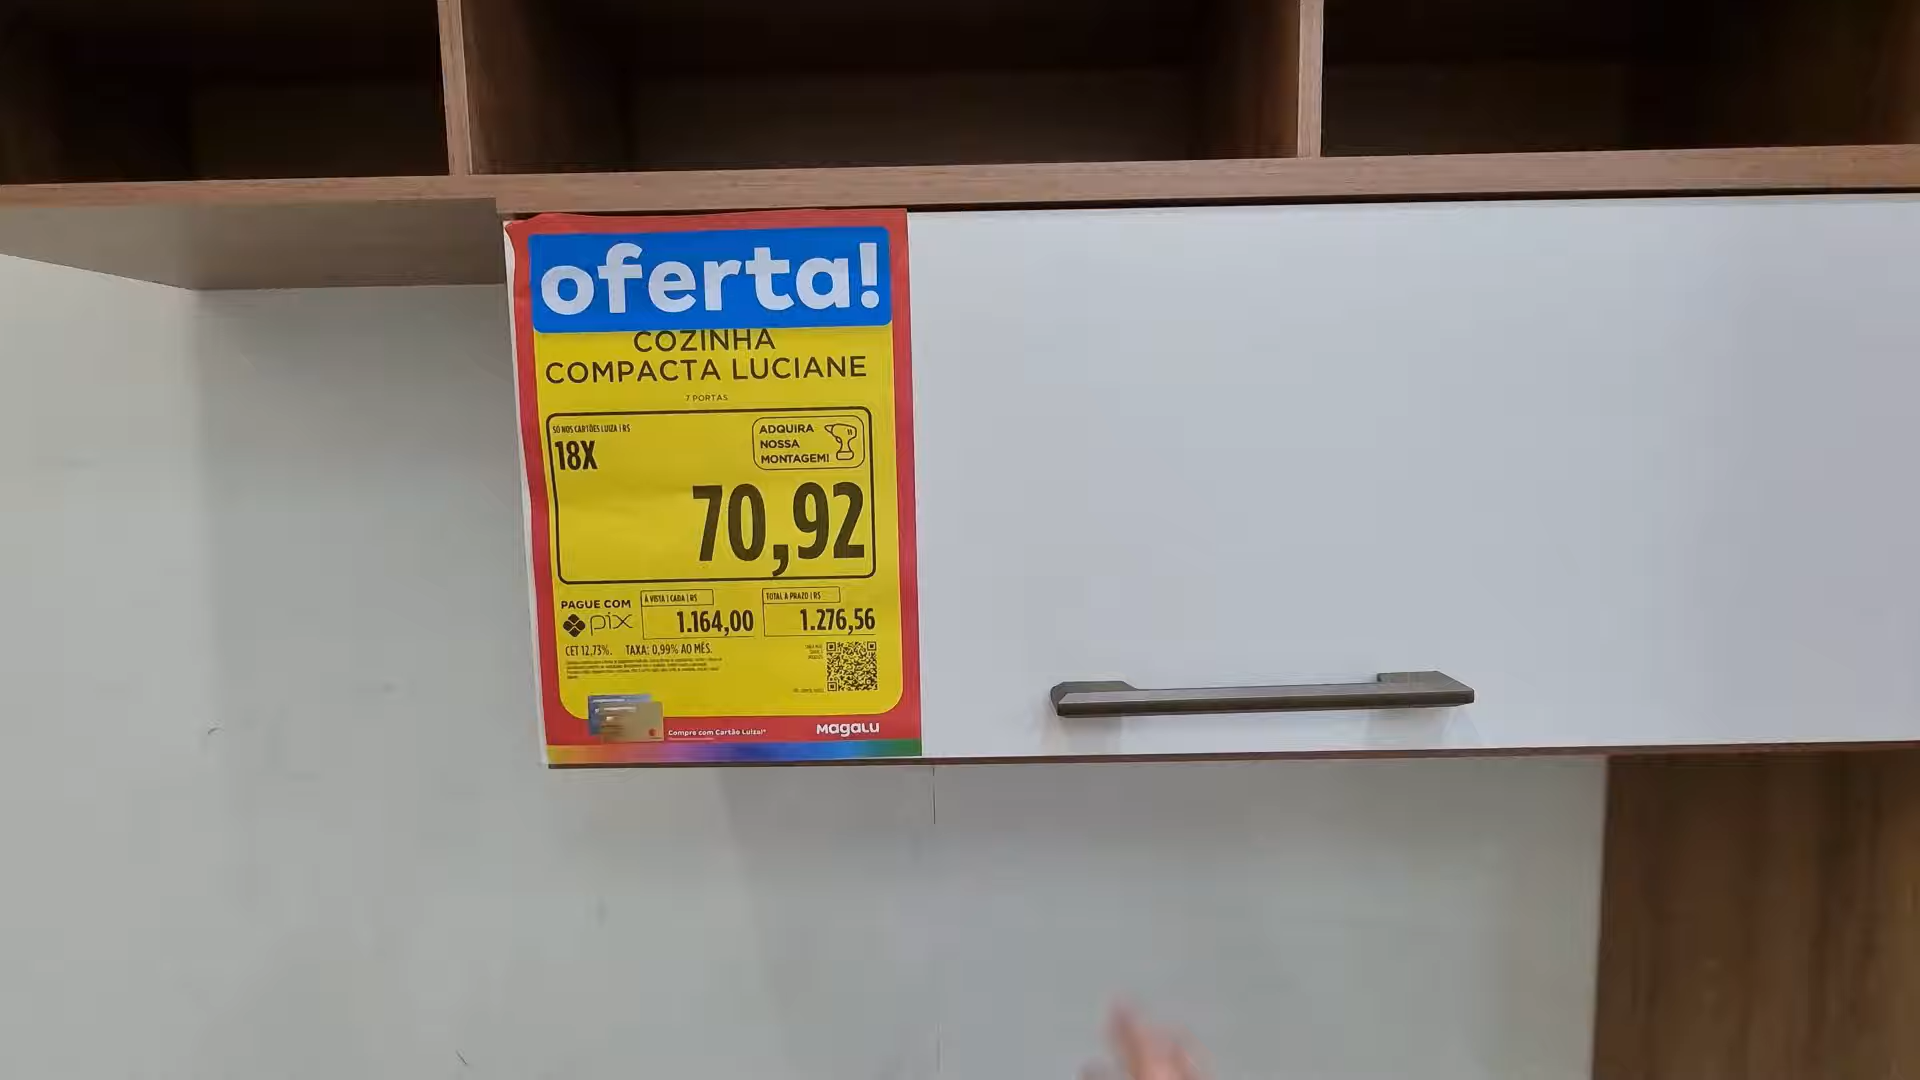 oferta!
COZINHA
COMPACTA LUCIANE
7 PORTAS
SÓ NOS CARTÕES LUIZA | R$
18X
ADQUIRA
NOSSA
MONTAGEM!
70,92
PAGUE COM
pix
À VISTA | CADA | R$
1.164,00
TOTAL A PRAZO | R$
1.276,56
CET 12,73%. TAXA: 0,99% AO MÊS.
Compre com Cartão Luiza!*
Magalu